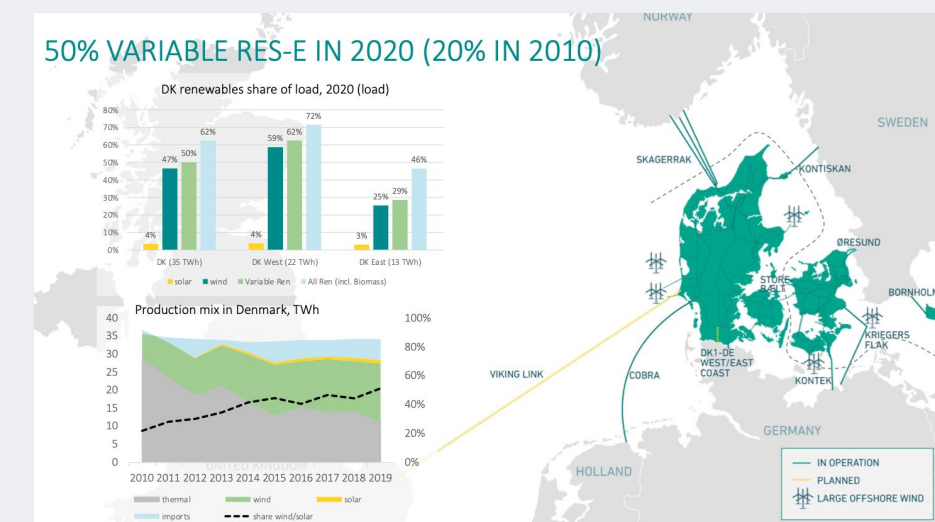 50% VARIABLE RES-E IN 2020 (20% IN 2010)
DK renewables share of load, 2020 (load)
80%
70%
60%
50%
40%
30%
20%
10%
0%
4%
47%
50%
62%
4%
59%
62%
72%
3%
25%
29%
46%
DK (35 TWh)
DK West (22 TWh)
DK East (13 TWh)
solar wind Variable Ren All Ren (incl. Biomass)
Production mix in Denmark, TWh
40
35
30
25
20
15
10
5
0
100%
80%
60%
40%
20%
0%
2010 2011 2012 2013 2014 2015 2016 2017 2018 2019
thermal wind solar
imports share wind/solar
UNITED KINGDOM
NORWAY
SWEDEN
SKAGERRAK
KONTISKAN
ØRESUND
STORE-
BÆLT
BORNHOLM
KRIEGERS
FLAK
DK1-DE
WEST/EAST
COAST
KONTEK
VIKING LINK
COBRA
GERMANY
HOLLAND
IN OPERATION
PLANNED
LARGE OFFSHORE WIND